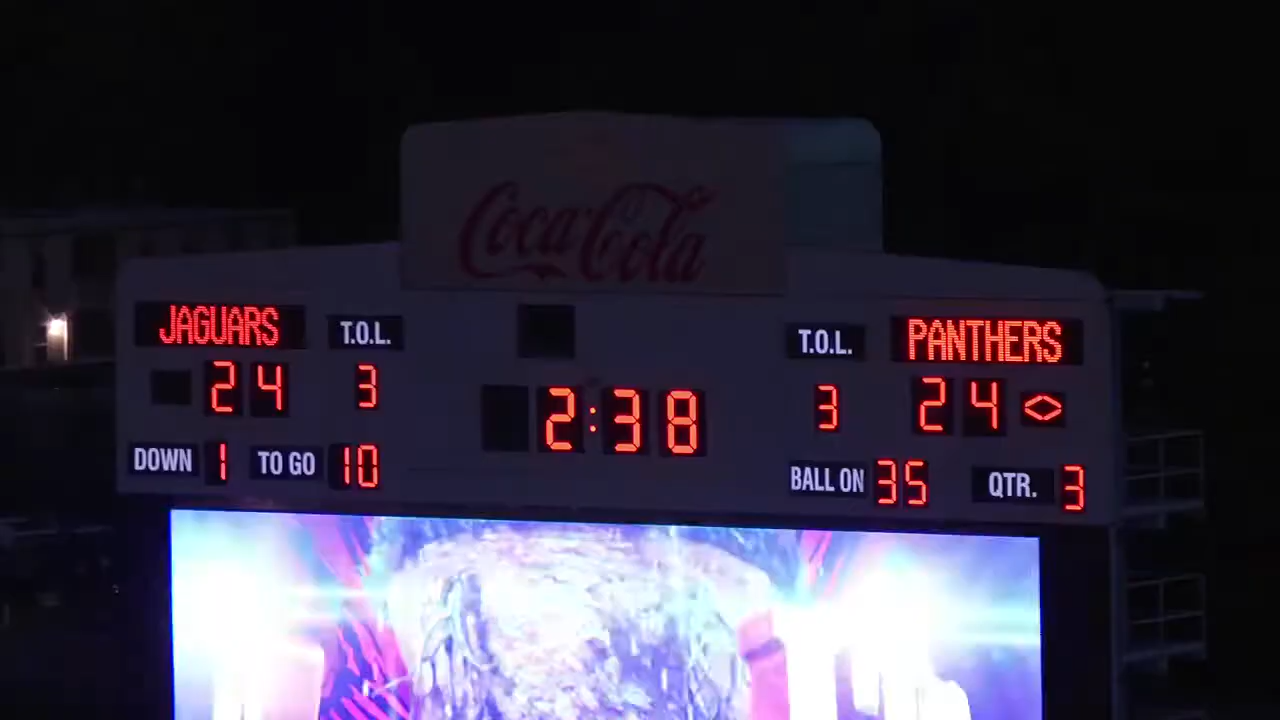 Coca-Cola
JAGUARS T.O.L. T.O.L. PANTHERS
24 3 2:38 3 24 <>
DOWN 1 TO GO 10 BALL ON 35 QTR. 3